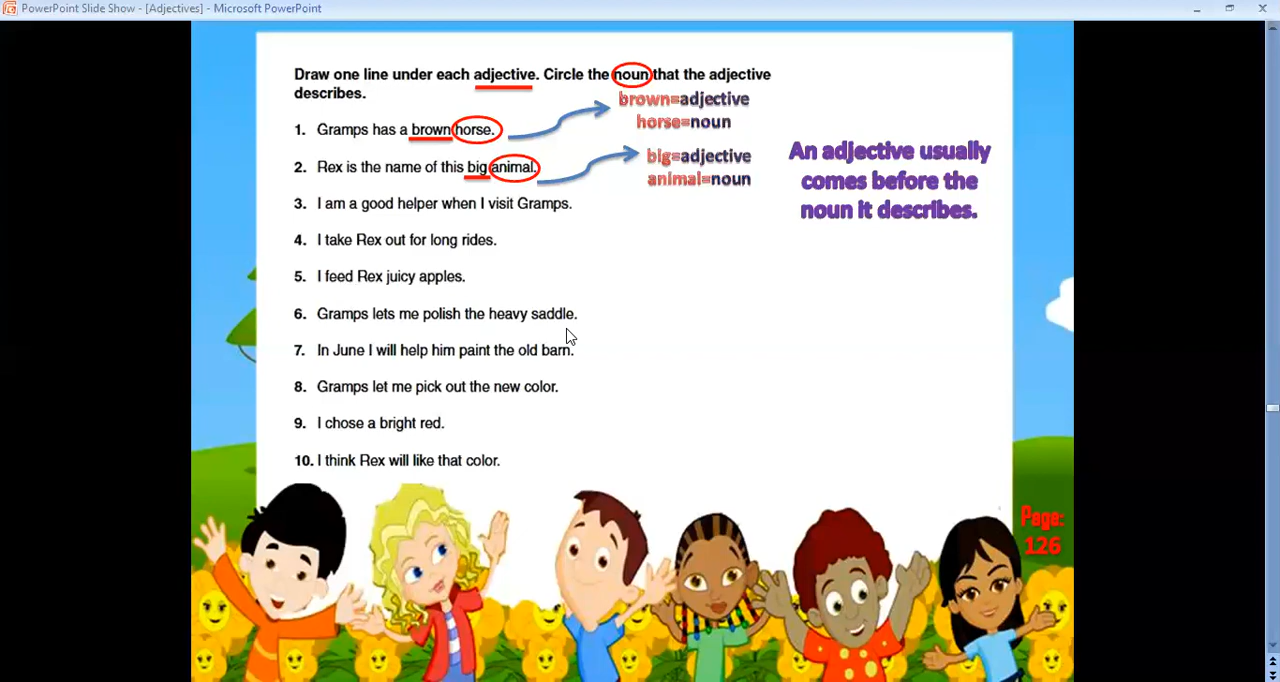 PowerPoint Slide Show - [Adjectives] - Microsoft PowerPoint
Draw one line under each adjective. Circle the noun that the adjective
describes.
brown=adjective
horse=noun
1. Gramps has a brown horse.
big=adjective
animal=noun
2. Rex is the name of this big animal.
An adjective usually
comes before the
noun it describes.
3. I am a good helper when I visit Gramps.
4. I take Rex out for long rides.
5. I feed Rex juicy apples.
6. Gramps lets me polish the heavy saddle.
7. In June I will help him paint the old barn.
8. Gramps let me pick out the new color.
9. I chose a bright red.
10. I think Rex will like that color.
Page:
126